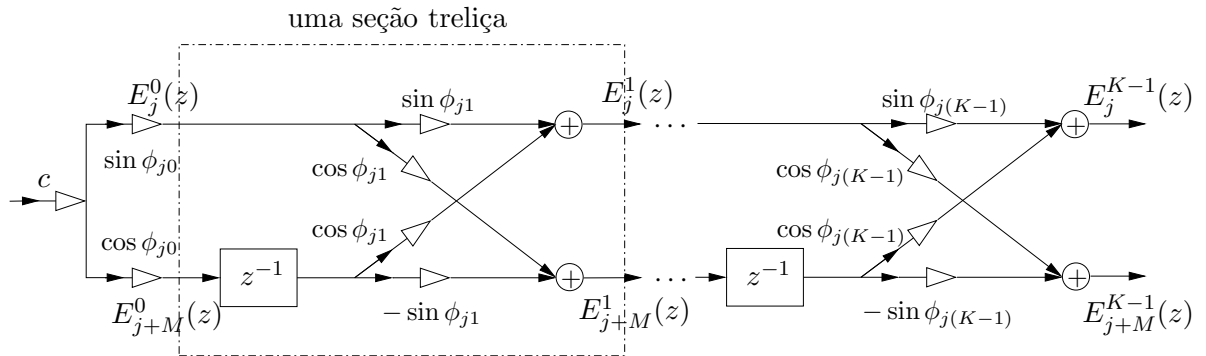 uma seção treliça
E_j^0(z)
sin φ_{j1}
E_j^1(z)
sin φ_{j(K−1)}
E_j^{K−1}(z)
· · ·
sin φ_{j0}
cos φ_{j1}
cos φ_{j(K−1)}
c
cos φ_{j0}
cos φ_{j1}
cos φ_{j(K−1)}
z^{−1}
· · ·
z^{−1}
E_{j+M}^0(z)
− sin φ_{j1}
E_{j+M}^1(z)
− sin φ_{j(K−1)}
E_{j+M}^{K−1}(z)